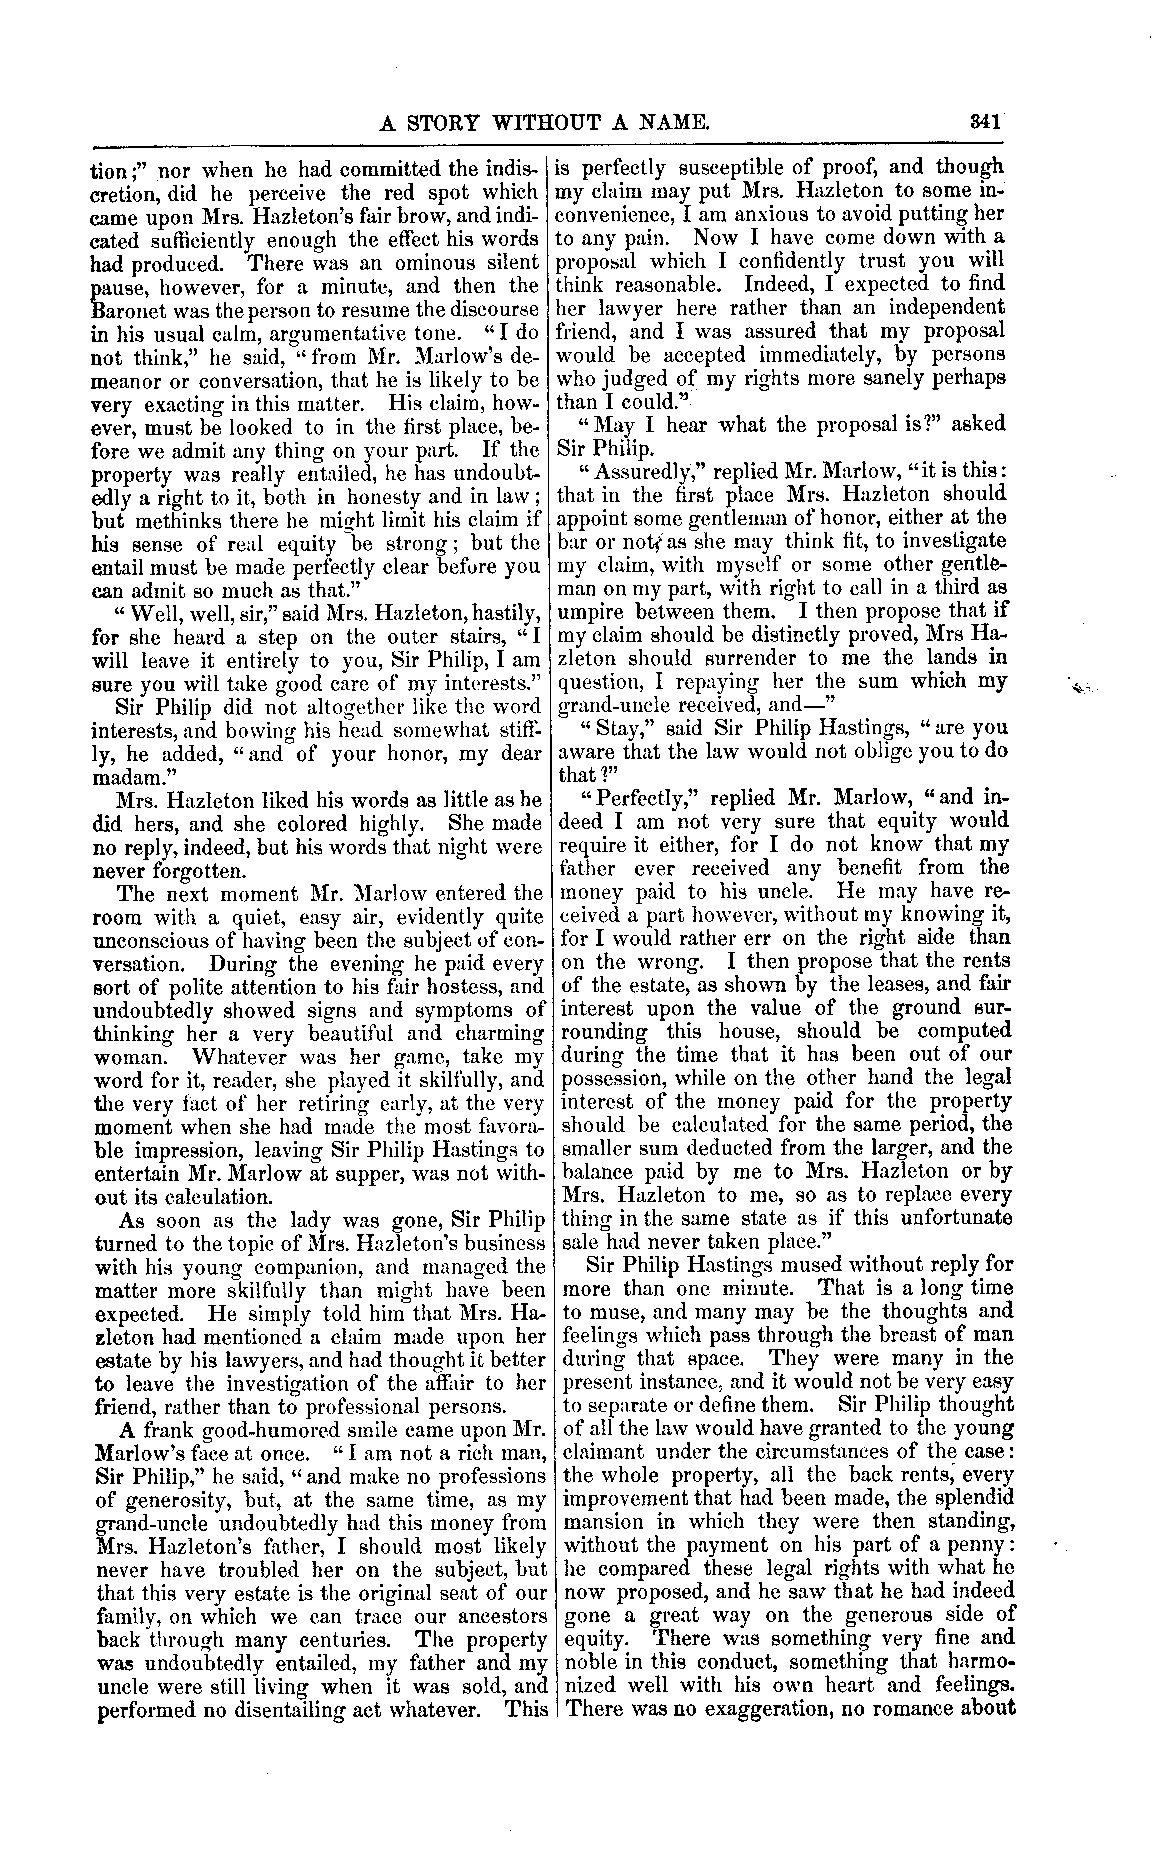 A STORY WITHOUT A NAME. 341
tion;" nor when he had committed the indis-
cretion, did he perceive the red spot which
came upon Mrs. Hazleton's fair brow, and indi-
cated sufficiently enough the effect his words
had produced. There was an ominous silent
pause, however, for a minute, and then the
Baronet was the person to resume the discourse
in his usual calm, argumentative tone. "I do
not think," he said, "from Mr. Marlow's de-
meanor or conversation, that he is likely to be
very exacting in this matter. His claim, how-
ever, must be looked to in the first place, be-
fore we admit any thing on your part. If the
property was really entailed, he has undoubt-
edly a right to it, both in honesty and in law;
but methinks there he might limit his claim if
his sense of real equity be strong; but the
entail must be made perfectly clear before you
can admit so much as that."
"Well, well, sir," said Mrs. Hazleton, hastily,
for she heard a step on the outer stairs, "I
will leave it entirely to you, Sir Philip, I am
sure you will take good care of my interests."
Sir Philip did not altogether like the word
interests, and bowing his head somewhat stiff-
ly, he added, "and of your honor, my dear
madam."
Mrs. Hazleton liked his words as little as he
did hers, and she colored highly. She made
no reply, indeed, but his words that night were
never forgotten.
The next moment Mr. Marlow entered the
room with a quiet, easy air, evidently quite
unconscious of having been the subject of con-
versation. During the evening he paid every
sort of polite attention to his fair hostess, and
undoubtedly showed signs and symptoms of
thinking her a very beautiful and charming
woman. Whatever was her game, take my
word for it, reader, she played it skilfully, and
the very fact of her retiring early, at the very
moment when she had made the most favora-
ble impression, leaving Sir Philip Hastings to
entertain Mr. Marlow at supper, was not with-
out its calculation.
As soon as the lady was gone, Sir Philip
turned to the topic of Mrs. Hazleton's business
with his young companion, and managed the
matter more skilfully than might have been
expected. He simply told him that Mrs. Ha-
zleton had mentioned a claim made upon her
estate by his lawyers, and had thought it better
to leave the investigation of the affair to her
friend, rather than to professional persons.
A frank good-humored smile came upon Mr.
Marlow's face at once. "I am not a rich man,
Sir Philip," he said, "and make no professions
of generosity, but, at the same time, as my
grand-uncle undoubtedly had this money from
Mrs. Hazleton's father, I should most likely
never have troubled her on the subject, but
that this very estate is the original seat of our
family, on which we can trace our ancestors
back through many centuries. The property
was undoubtedly entailed, my father and my
uncle were still living when it was sold, and
performed no disentailing act whatever. This
is perfectly susceptible of proof, and though
my claim may put Mrs. Hazleton to some in-
convenience, I am anxious to avoid putting her
to any pain. Now I have come down with a
proposal which I confidently trust you will
think reasonable. Indeed, I expected to find
her lawyer here rather than an independent
friend, and I was assured that my proposal
would be accepted immediately, by persons
who judged of my rights more sanely perhaps
than I could."
"May I hear what the proposal is?" asked
Sir Philip.
"Assuredly," replied Mr. Marlow, "it is this:
that in the first place Mrs. Hazleton should
appoint some gentleman of honor, either at the
bar or not, as she may think fit, to investigate
my claim, with myself or some other gentle-
man on my part, with right to call in a third as
umpire between them. I then propose that if
my claim should be distinctly proved, Mrs Ha-
zleton should surrender to me the lands in
question, I repaying her the sum which my
grand-uncle received, and—"
"Stay," said Sir Philip Hastings, "are you
aware that the law would not oblige you to do
that?"
"Perfectly," replied Mr. Marlow, "and in-
deed I am not very sure that equity would
require it either, for I do not know that my
father ever received any benefit from the
money paid to his uncle. He may have re-
ceived a part however, without my knowing it,
for I would rather err on the right side than
on the wrong. I then propose that the rents
of the estate, as shown by the leases, and fair
interest upon the value of the ground sur-
rounding this house, should be computed
during the time that it has been out of our
possession, while on the other hand the legal
interest of the money paid for the property
should be calculated for the same period, the
smaller sum deducted from the larger, and the
balance paid by me to Mrs. Hazleton or by
Mrs. Hazleton to me, so as to replace every
thing in the same state as if this unfortunate
sale had never taken place."
Sir Philip Hastings mused without reply for
more than one minute. That is a long time
to muse, and many may be the thoughts and
feelings which pass through the breast of man
during that space. They were many in the
present instance, and it would not be very easy
to separate or define them. Sir Philip thought
of all the law would have granted to the young
claimant under the circumstances of the case:
the whole property, all the back rents, every
improvement that had been made, the splendid
mansion in which they were then standing,
without the payment on his part of a penny:
he compared these legal rights with what he
now proposed, and he saw that he had indeed
gone a great way on the generous side of
equity. There was something very fine and
noble in this conduct, something that harmo-
nized well with his own heart and feelings.
There was no exaggeration, no romance about